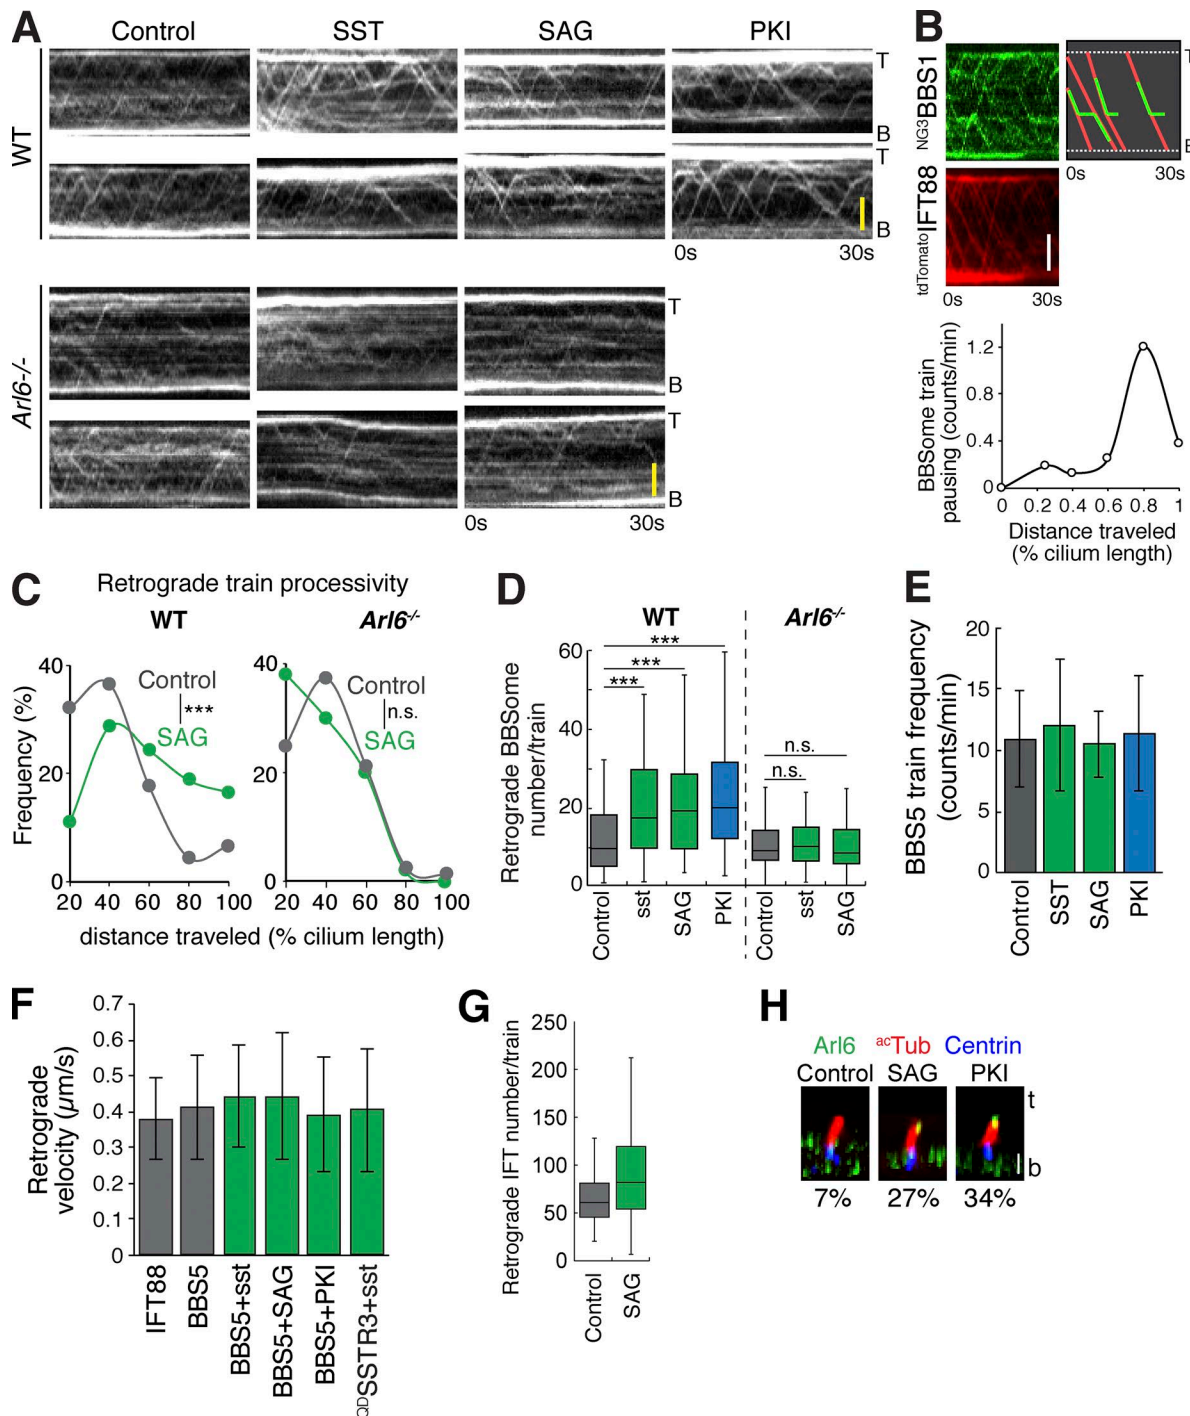 A
Control SST SAG PKI
WT
T
B
T
B
0s 30s
Arl6-/-
T
B
T
B
0s 30s
B
NG3BBS1
T
0s 30s
tdTomatoIFT88
0s 30s
BBSome train
pausing (counts/min)
1.2
0.8
0.4
0
0 0.2 0.4 0.6 0.8 1
Distance traveled
(% cilium length)
C
Retrograde train processivity
WT Arl6-/-
Frequency (%)
40
20
0
Control
***
SAG
20 40 60 80 100
40
20
0
Control
n.s.
SAG
20 40 60 80 100
distance traveled (% cilium length)
D
WT Arl6-/-
Retrograde BBSome
number/train
60
40
20
0
***
***
***
n.s.
n.s.
Control sst SAG PKI Control sst SAG
E
BBS5 train frequency
(counts/min)
20
15
10
5
0
Control SST SAG PKI
F
Retrograde
velocity (µm/s)
0.7
0.6
0.5
0.4
0.3
0.2
0.1
0
IFT88 BBS5 BBS5+sst BBS5+SAG BBS5+PKI QDSSTR3+sst
G
Retrograde IFT number/train
250
200
150
100
50
0
Control SAG
H
Arl6 acTub Centrin
Control SAG PKI
t
b
7% 27% 34%